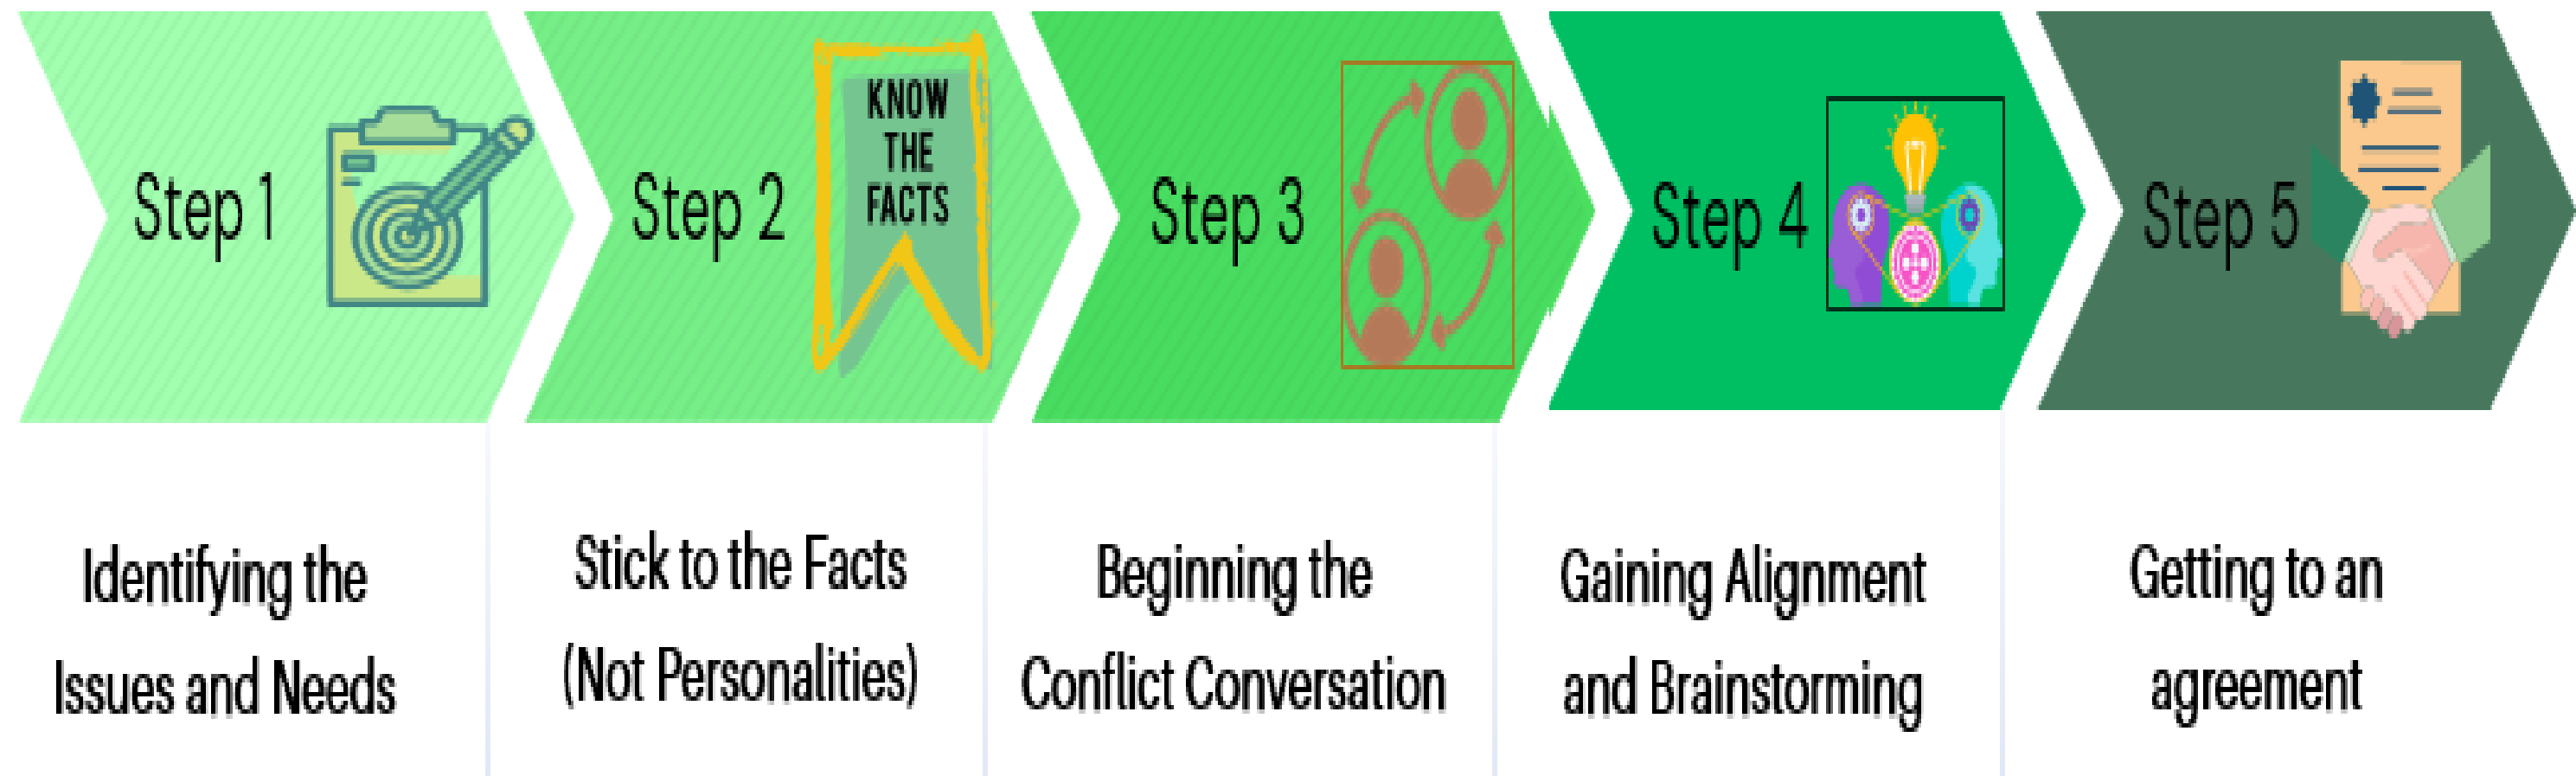 Step 1
Step 2
KNOW
THE
FACTS
Step 3
Step 4
Step 5
Identifying the
Issues and Needs
Stick to the Facts
(Not Personalities)
Beginning the
Conflict Conversation
Gaining Alignment
and Brainstorming
Getting to an
agreement